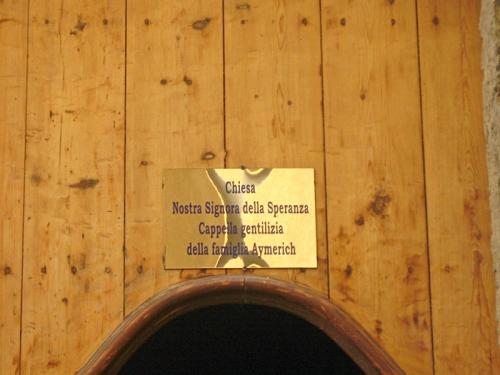 Chiesa
Nostra Signora della Speranza
Cappella gentilizia
della famiglia Aymerich